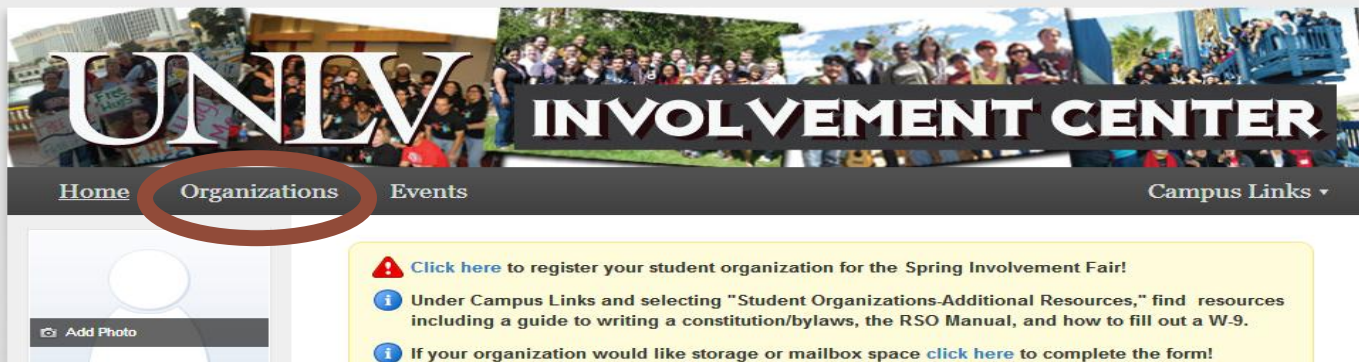 UNLV INVOLVEMENT CENTER
Home Organizations Events Campus Links
Click here to register your student organization for the Spring Involvement Fair!
Under Campus Links and selecting "Student Organizations-Additional Resources," find resources
including a guide to writing a constitution/bylaws, the RSO Manual, and how to fill out a W-9.
Add Photo
If your organization would like storage or mailbox space click here to complete the form!